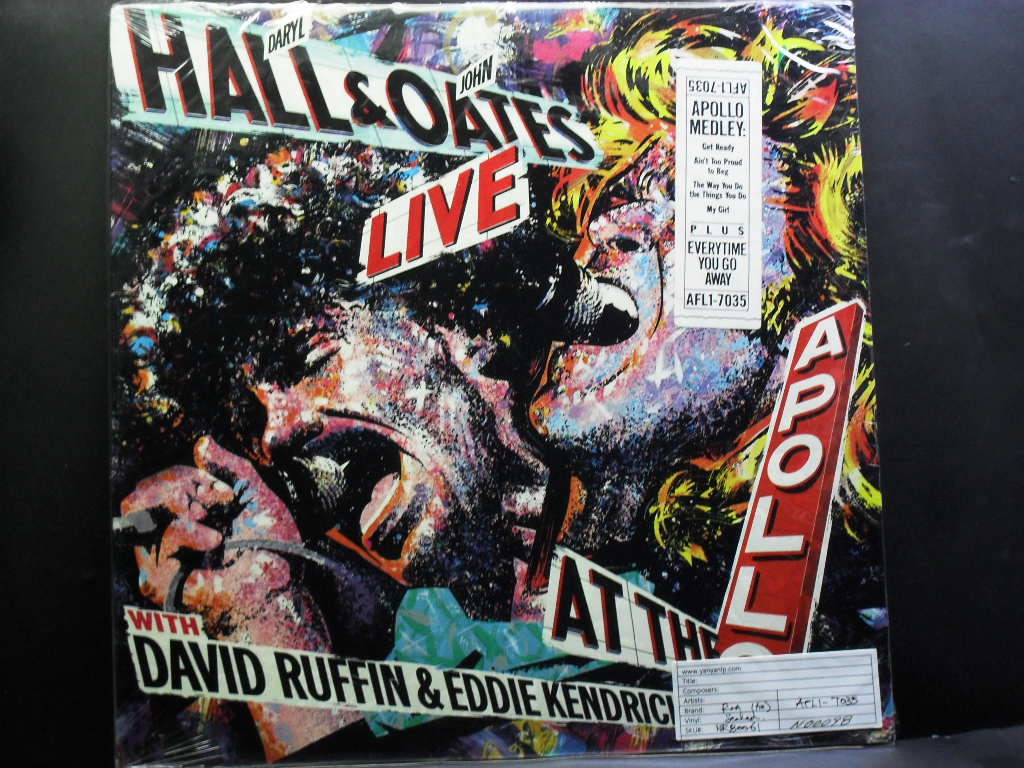 DARYL JOHN
HALL & OATES
LIVE
AFL1-7035
APOLLO
MEDLEY:
Get Ready
Ain't Too Proud
to Beg
The Way You Do
the Things You Do
My Girl
PLUS
EVERYTIME
YOU GO
AWAY
AFL1-7035
AT THE
APOLLO
WITH
DAVID RUFFIN & EDDIE KENDRIC
Title:
Composers:
Artists:
Brand: RCA
AFL1-7035
Vinyl: Sealed
SKU#: